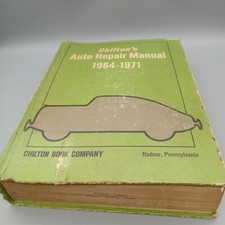 Chilton's
Auto Repair Manual
1964-1971
CHILTON BOOK COMPANY
Radnor, Pennsylvania